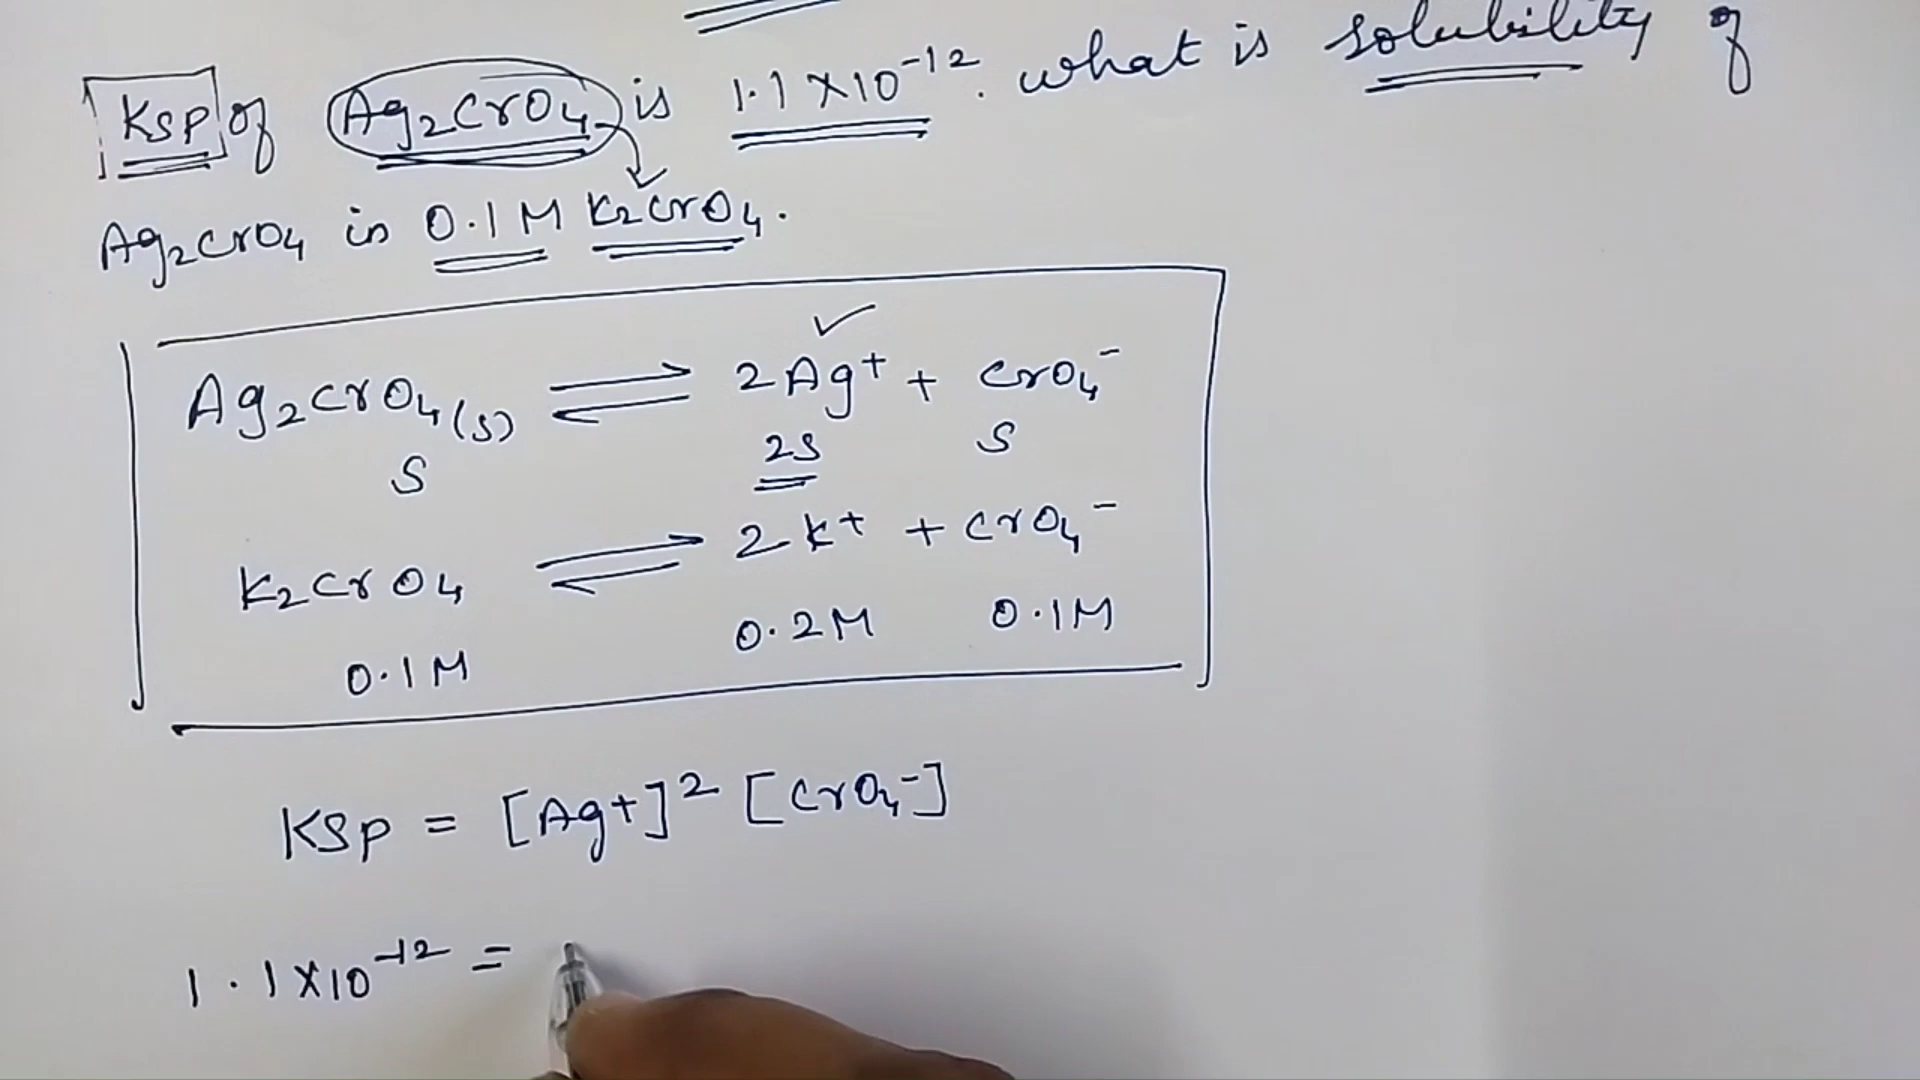 Ksp of Ag₂CrO₄ is 1.1 × 10⁻¹². what is solubility of
Ag₂CrO₄ in 0.1 M K₂CrO₄.
Ag₂CrO₄(s) ⇌ 2Ag⁺ + CrO₄⁻
S 2S S
K₂CrO₄ ⇌ 2K⁺ + CrO₄⁻
0.1M 0.2M 0.1M
KSp = [Ag+]² [CrO₄⁻]
1.1×10⁻¹² =